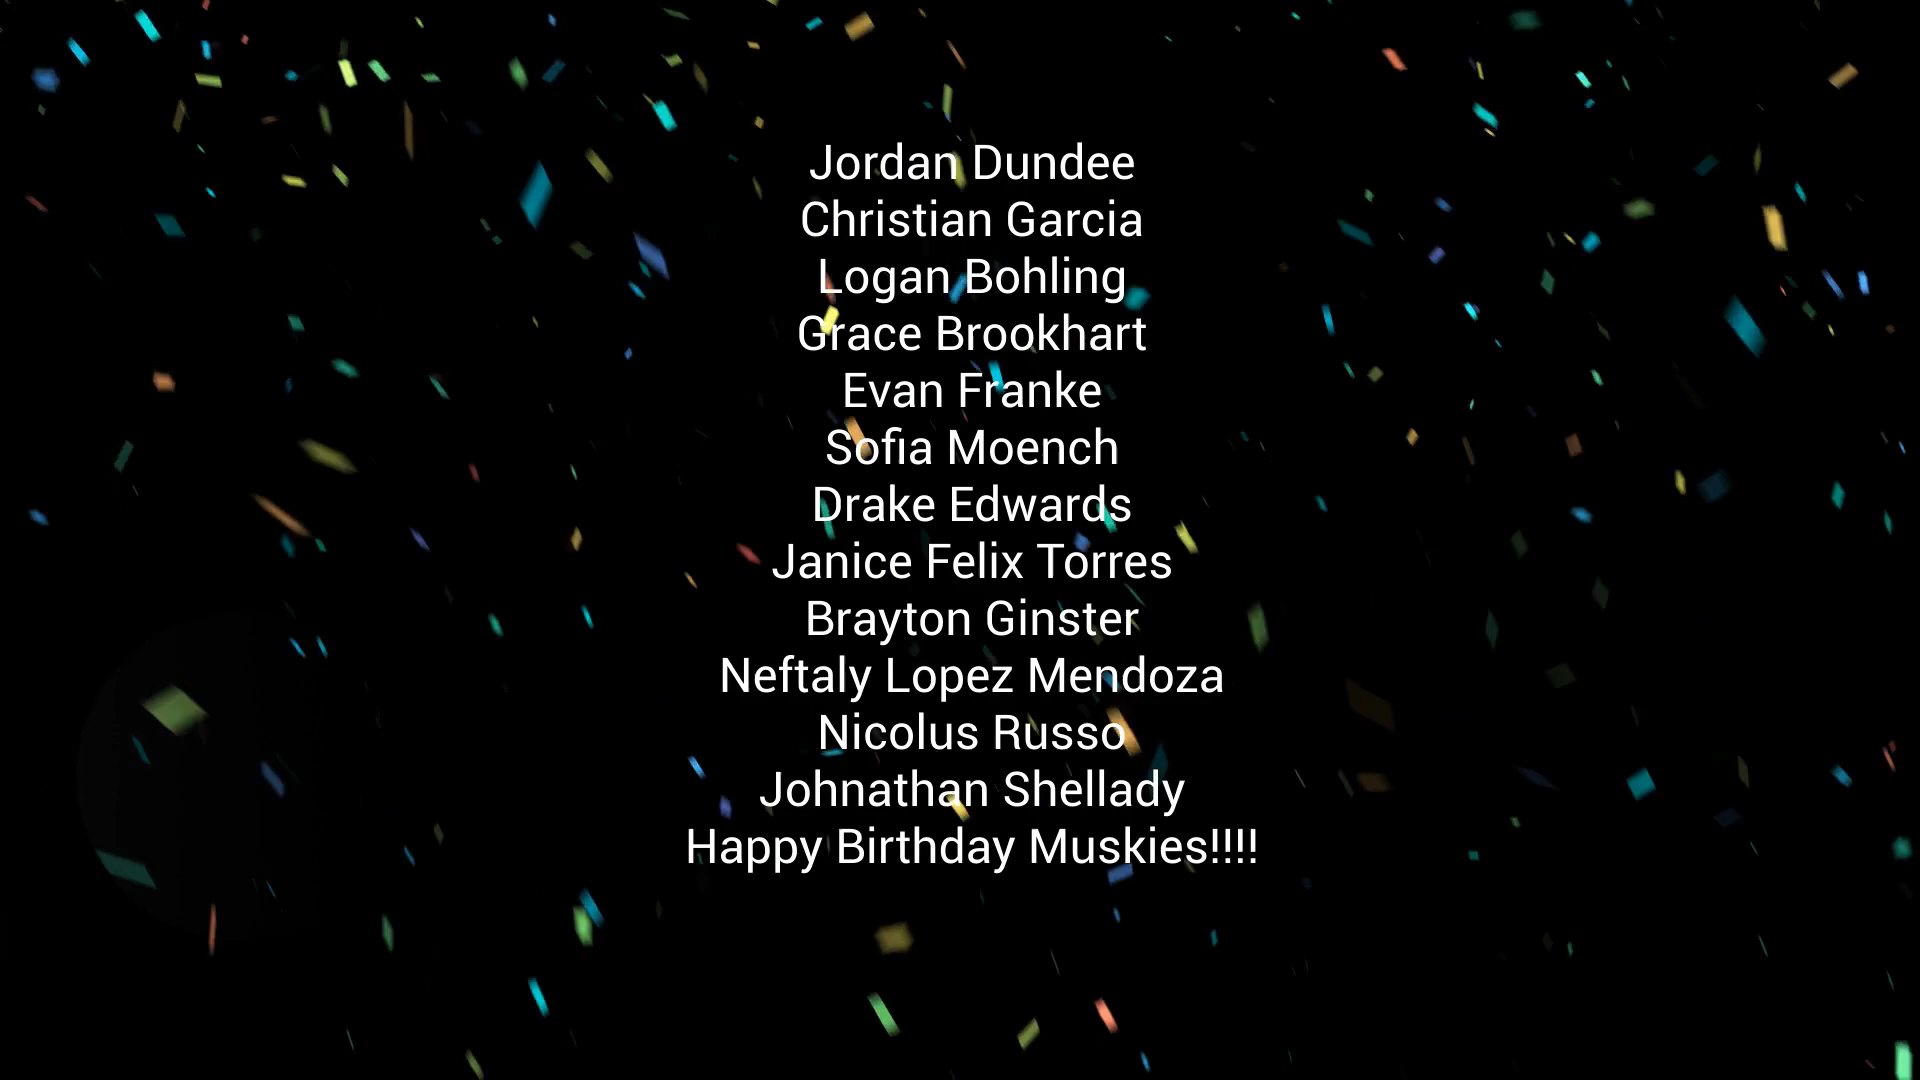 Jordan Dundee
Christian Garcia
Logan Bohling
Grace Brookhart
Evan Franke
Sofia Moench
Drake Edwards
Janice Felix Torres
Brayton Ginster
Neftaly Lopez Mendoza
Nicolus Russo
Johnathan Shellady
Happy Birthday Muskies!!!!